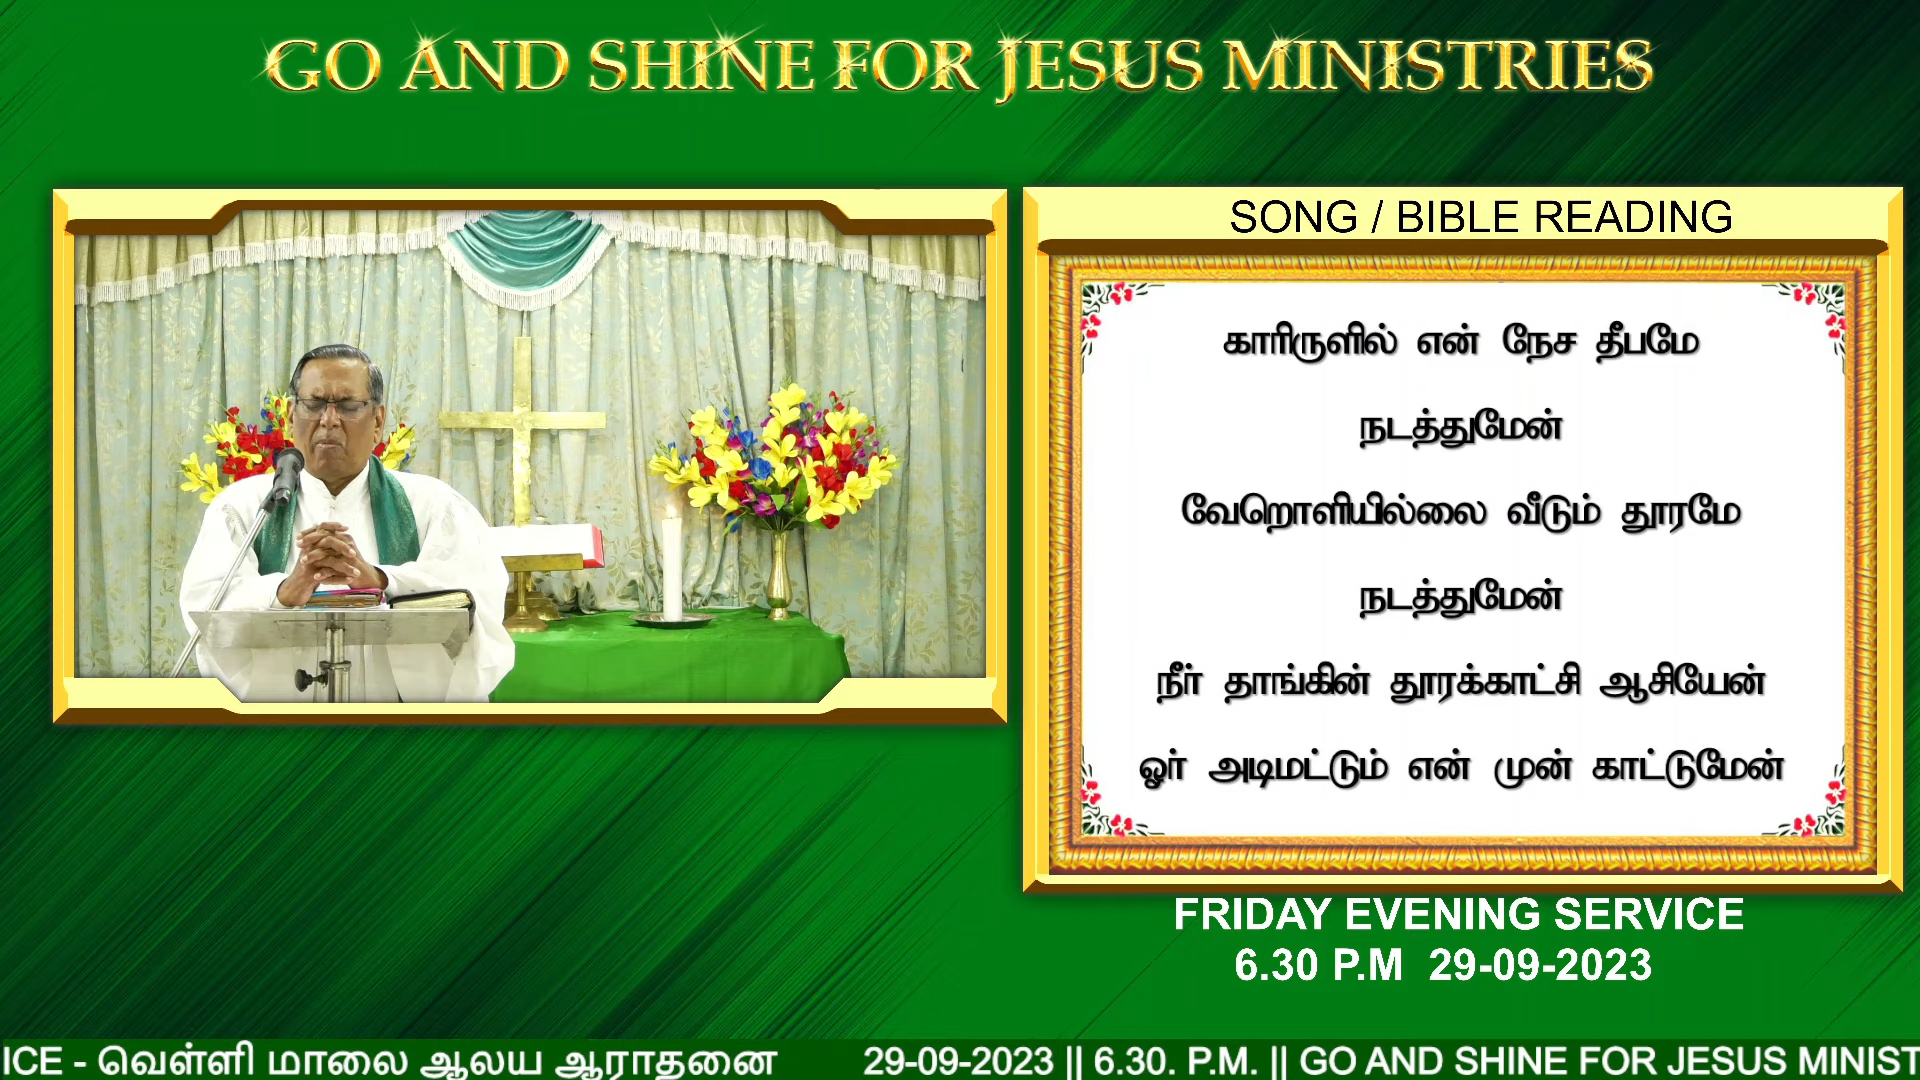 GO AND SHINE FOR JESUS MINISTRIES
SONG / BIBLE READING
காரிருளில் என் நேச தீபமே
நடத்துமேன்
வேறொளியில்லை வீடும் தூரமே
நடத்துமேன்
நீர் தாங்கின் தூரக்காட்சி ஆசியேன்
ஓர் அடிமட்டும் என் முன் காட்டுமேன்
FRIDAY EVENING SERVICE
6.30 P.M 29-09-2023
ICE - வெள்ளி மாலை ஆலய ஆராதனை 29-09-2023 || 6.30. P.M. || GO AND SHINE FOR JESUS MINIST